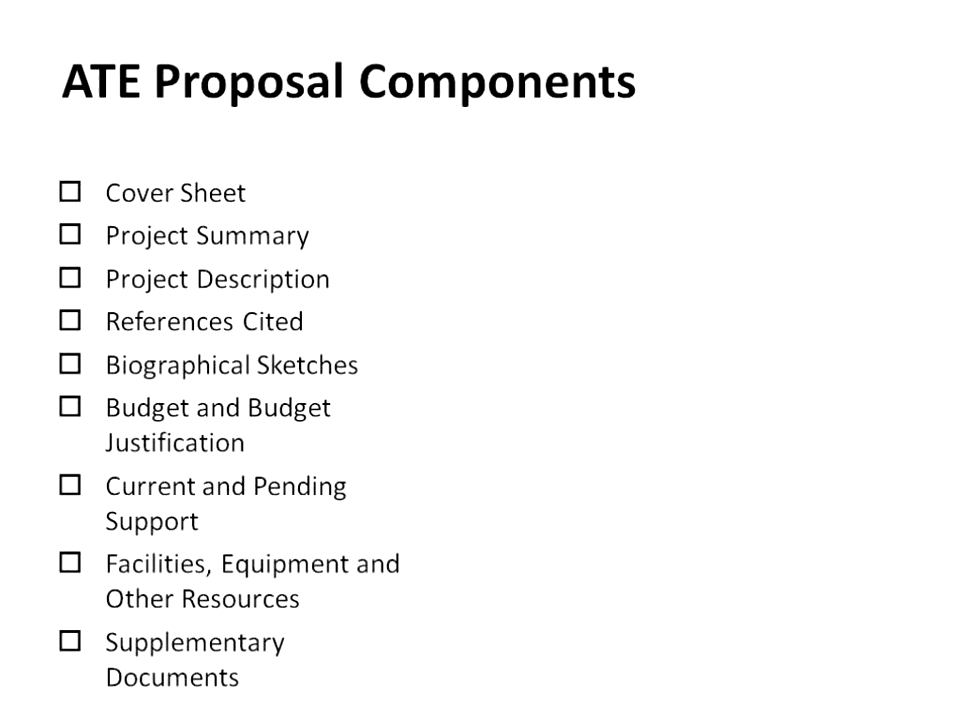 ATE Proposal Components
☐ Cover Sheet
☐ Project Summary
☐ Project Description
☐ References Cited
☐ Biographical Sketches
☐ Budget and Budget
Justification
☐ Current and Pending
Support
☐ Facilities, Equipment and
Other Resources
☐ Supplementary
Documents